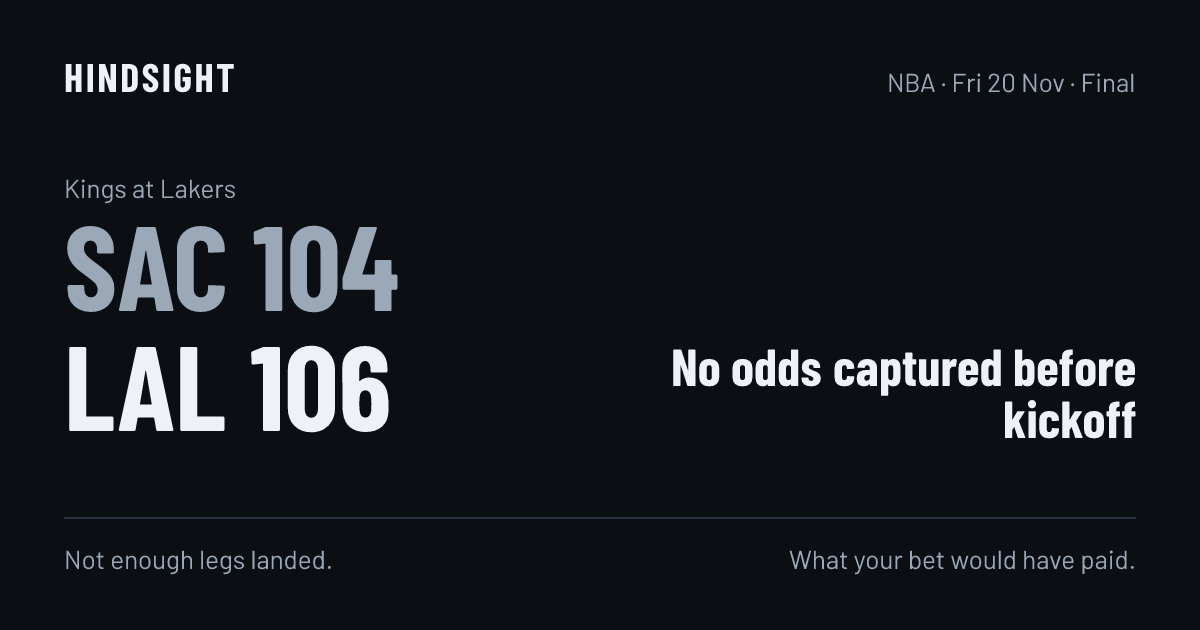 HINDSIGHT
NBA · Fri 20 Nov · Final
Kings at Lakers
SAC 104
LAL 106
No odds captured before
kickoff
Not enough legs landed.
What your bet would have paid.